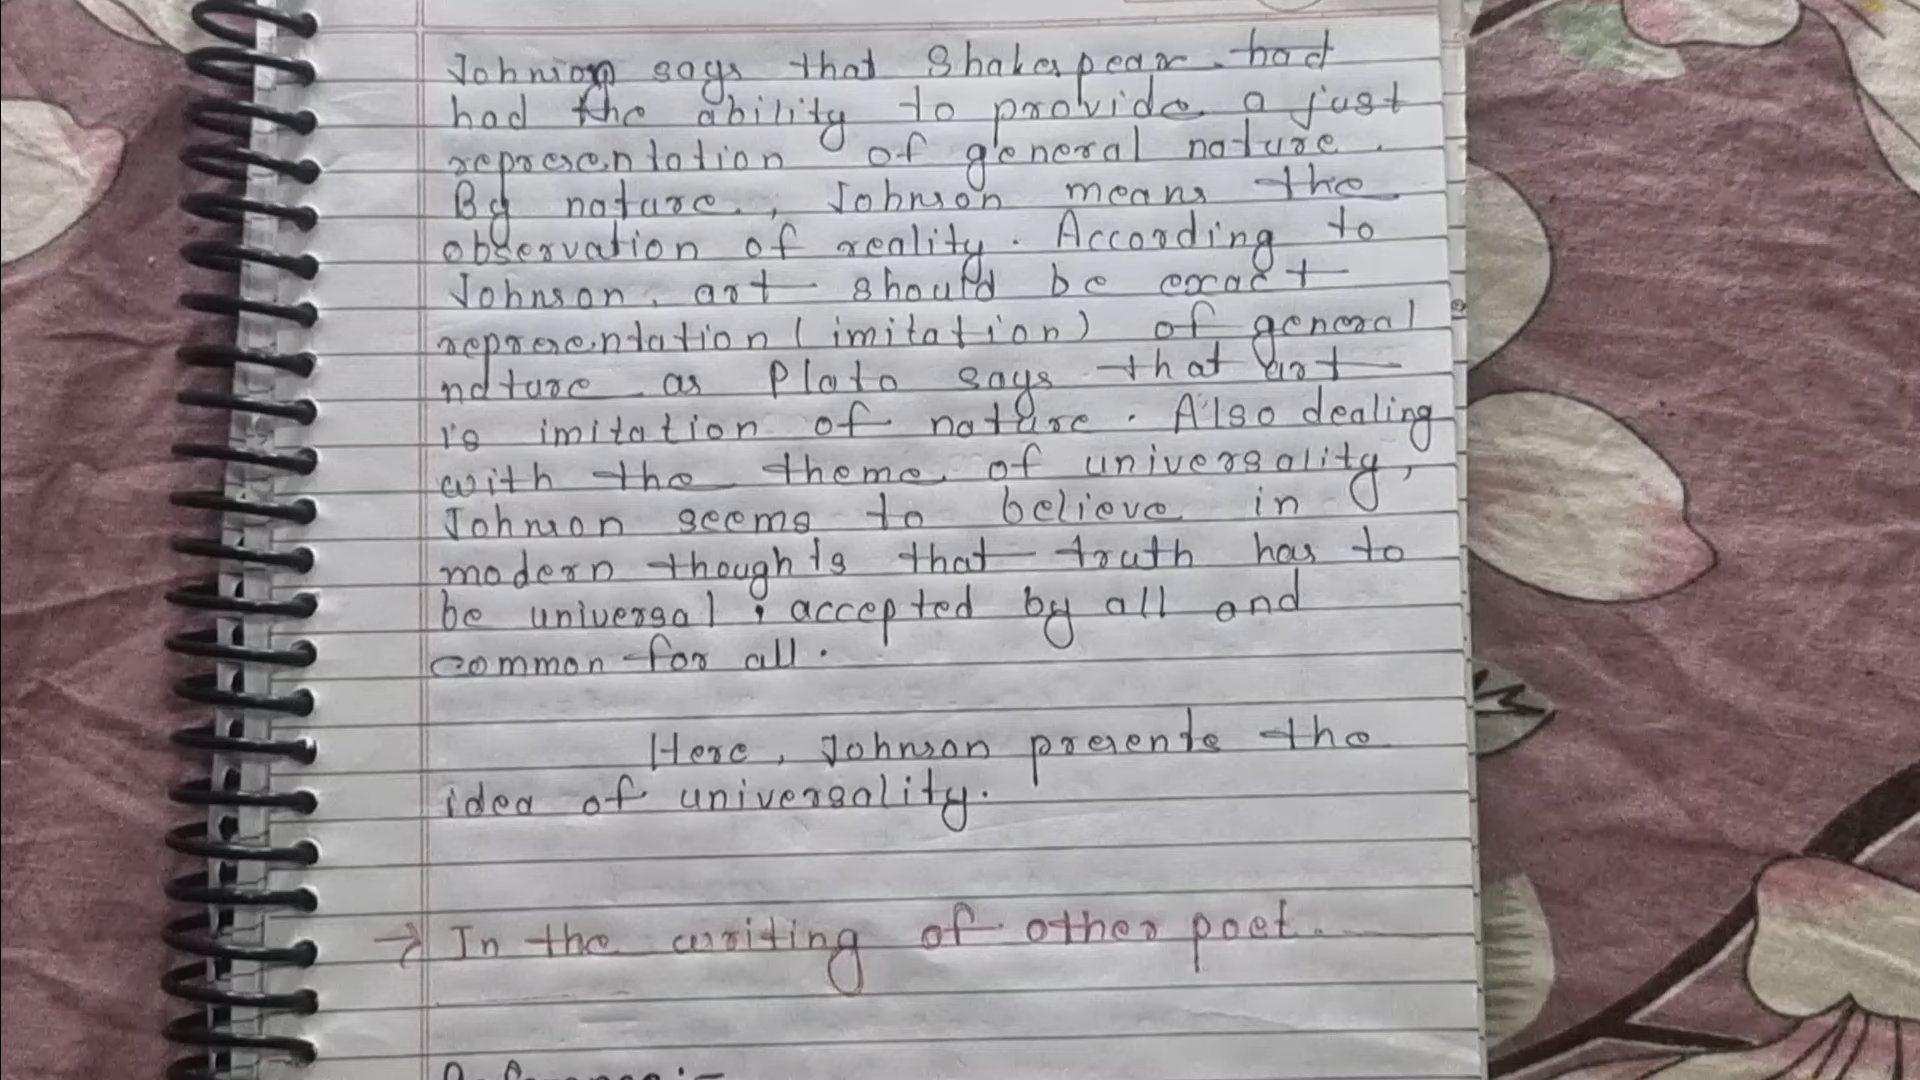 Johnson says that Shakespear had
had the ability to provide a just
representation of general nature.
By nature, Johnson means the
observation of reality. According to
Johnson, art should be exact
representation (imitation) of general
nature as Plato says that art
is imitation of nature. Also dealing
with the theme of universality,
Johnson seems to believe in
modern thoughts that truth has to
be universal, accepted by all and
common for all.
Here, Johnson presents the
idea of universality.
→ In the writing of other poet.